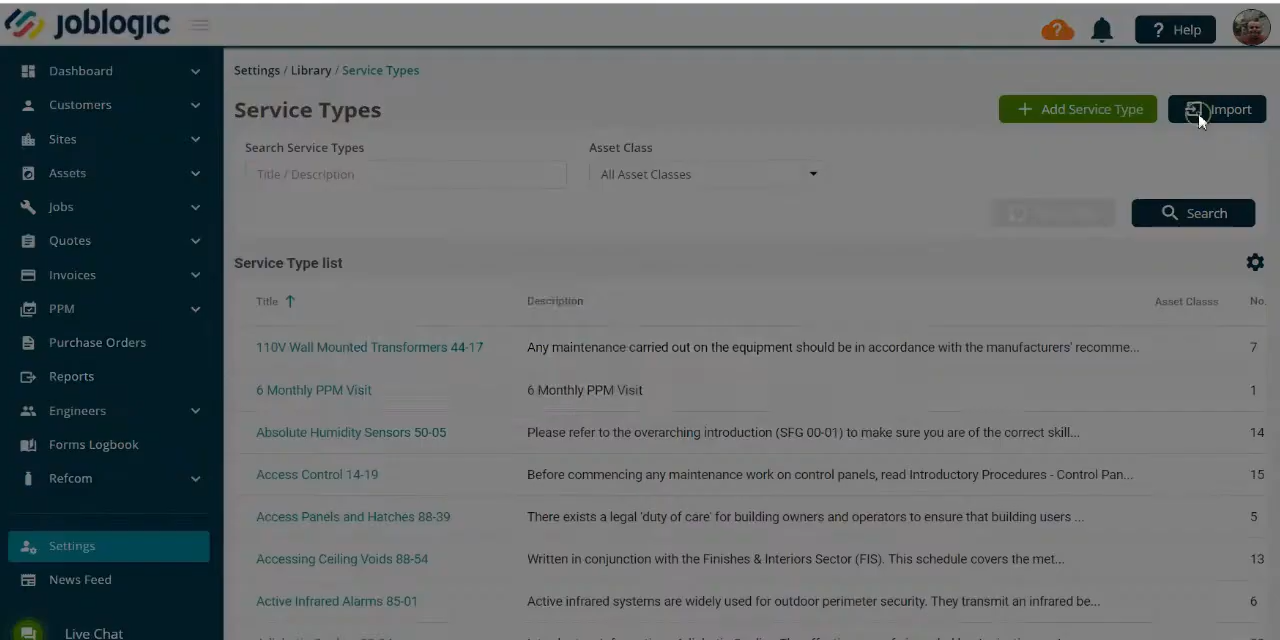 Joblogic
? Help
Dashboard
Customers
Sites
Assets
Jobs
Quotes
Invoices
PPM
Purchase Orders
Reports
Engineers
Forms Logbook
Refcom
Settings
News Feed
Live Chat
Settings / Library / Service Types
Service Types
+ Add Service Type
Import
Search Service Types
Asset Class
Title / Description
All Asset Classes
Search
Service Type list
Title ↑ Description Asset Classs No.
110V Wall Mounted Transformers 44-17 Any maintenance carried out on the equipment should be in accordance with the manufacturers' recomme... 7
6 Monthly PPM Visit 6 Monthly PPM Visit 1
Absolute Humidity Sensors 50-05 Please refer to the overarching introduction (SFG 00-01) to make sure you are of the correct skill... 14
Access Control 14-19 Before commencing any maintenance work on control panels, read Introductory Procedures - Control Pan... 15
Access Panels and Hatches 88-39 There exists a legal 'duty of care' for building owners and operators to ensure that building users ... 5
Accessing Ceiling Voids 88-54 Written in conjunction with the Finishes & Interiors Sector (FIS). This schedule covers the met... 13
Active Infrared Alarms 85-01 Active infrared systems are widely used for outdoor perimeter security. They transmit an infrared be... 6